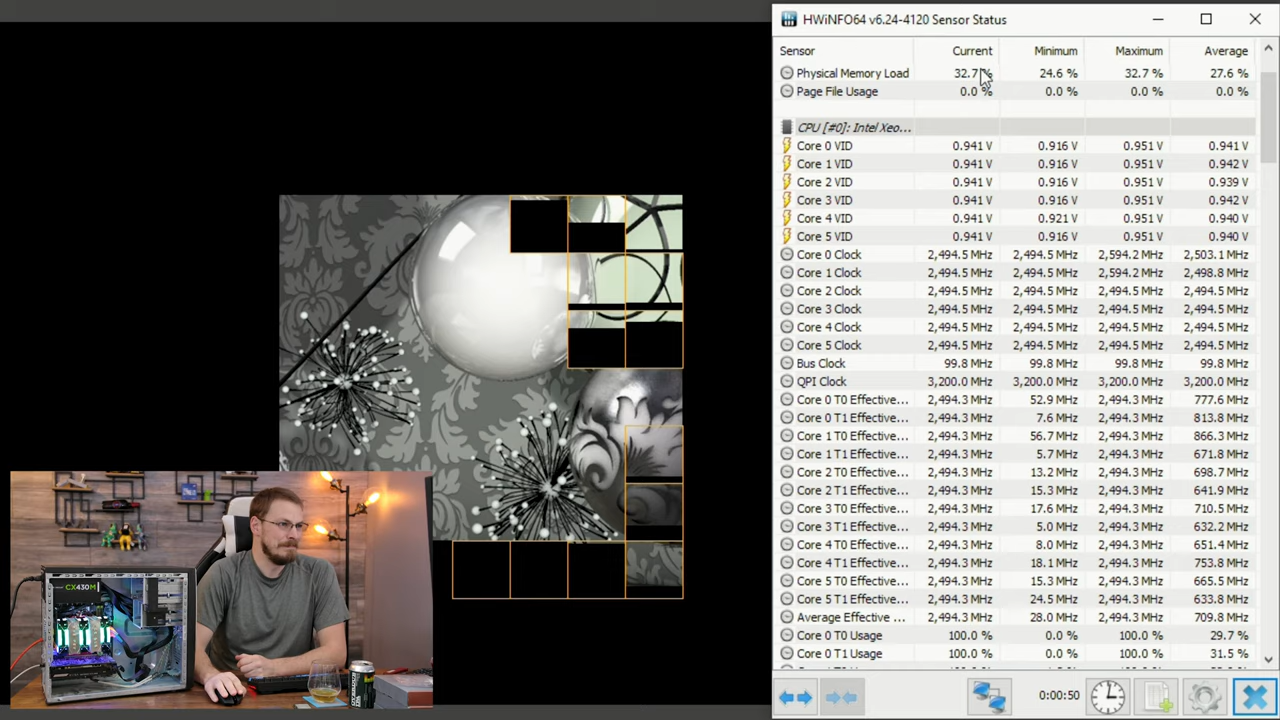 HWiNFO64 v6.24-4120 Sensor Status
Sensor Current Minimum Maximum Average
Physical Memory Load 32.7 % 24.6 % 32.7 % 27.6 %
Page File Usage 0.0 % 0.0 % 0.0 % 0.0 %
CPU [#0]: Intel Xeo...
Core 0 VID 0.941 V 0.916 V 0.951 V 0.941 V
Core 1 VID 0.941 V 0.916 V 0.951 V 0.942 V
Core 2 VID 0.941 V 0.916 V 0.951 V 0.939 V
Core 3 VID 0.941 V 0.916 V 0.951 V 0.942 V
Core 4 VID 0.941 V 0.921 V 0.951 V 0.940 V
Core 5 VID 0.941 V 0.916 V 0.951 V 0.940 V
Core 0 Clock 2,494.5 MHz 2,494.5 MHz 2,594.2 MHz 2,503.1 MHz
Core 1 Clock 2,494.5 MHz 2,494.5 MHz 2,594.2 MHz 2,498.8 MHz
Core 2 Clock 2,494.5 MHz 2,494.5 MHz 2,494.5 MHz 2,494.5 MHz
Core 3 Clock 2,494.5 MHz 2,494.5 MHz 2,494.5 MHz 2,494.5 MHz
Core 4 Clock 2,494.5 MHz 2,494.5 MHz 2,494.5 MHz 2,494.5 MHz
Core 5 Clock 2,494.5 MHz 2,494.5 MHz 2,494.5 MHz 2,494.5 MHz
Bus Clock 99.8 MHz 99.8 MHz 99.8 MHz 99.8 MHz
QPI Clock 3,200.0 MHz 3,200.0 MHz 3,200.0 MHz 3,200.0 MHz
Core 0 T0 Effective... 2,494.3 MHz 52.9 MHz 2,494.3 MHz 777.6 MHz
Core 0 T1 Effective... 2,494.3 MHz 7.6 MHz 2,494.3 MHz 813.8 MHz
Core 1 T0 Effective... 2,494.3 MHz 56.7 MHz 2,494.3 MHz 866.3 MHz
Core 1 T1 Effective... 2,494.3 MHz 5.7 MHz 2,494.3 MHz 671.8 MHz
Core 2 T0 Effective... 2,494.3 MHz 13.2 MHz 2,494.3 MHz 698.7 MHz
Core 2 T1 Effective... 2,494.3 MHz 15.3 MHz 2,494.3 MHz 641.9 MHz
Core 3 T0 Effective... 2,494.3 MHz 17.6 MHz 2,494.3 MHz 710.5 MHz
Core 3 T1 Effective... 2,494.3 MHz 5.0 MHz 2,494.3 MHz 632.2 MHz
Core 4 T0 Effective... 2,494.3 MHz 8.0 MHz 2,494.3 MHz 651.4 MHz
Core 4 T1 Effective... 2,494.3 MHz 18.1 MHz 2,494.3 MHz 753.8 MHz
Core 5 T0 Effective... 2,494.3 MHz 15.3 MHz 2,494.3 MHz 665.5 MHz
Core 5 T1 Effective... 2,494.3 MHz 24.5 MHz 2,494.3 MHz 633.8 MHz
Average Effective ... 2,494.3 MHz 28.0 MHz 2,494.3 MHz 709.8 MHz
Core 0 T0 Usage 100.0 % 0.0 % 100.0 % 29.7 %
Core 0 T1 Usage 100.0 % 0.0 % 100.0 % 31.5 %
0:00:50
CX430M